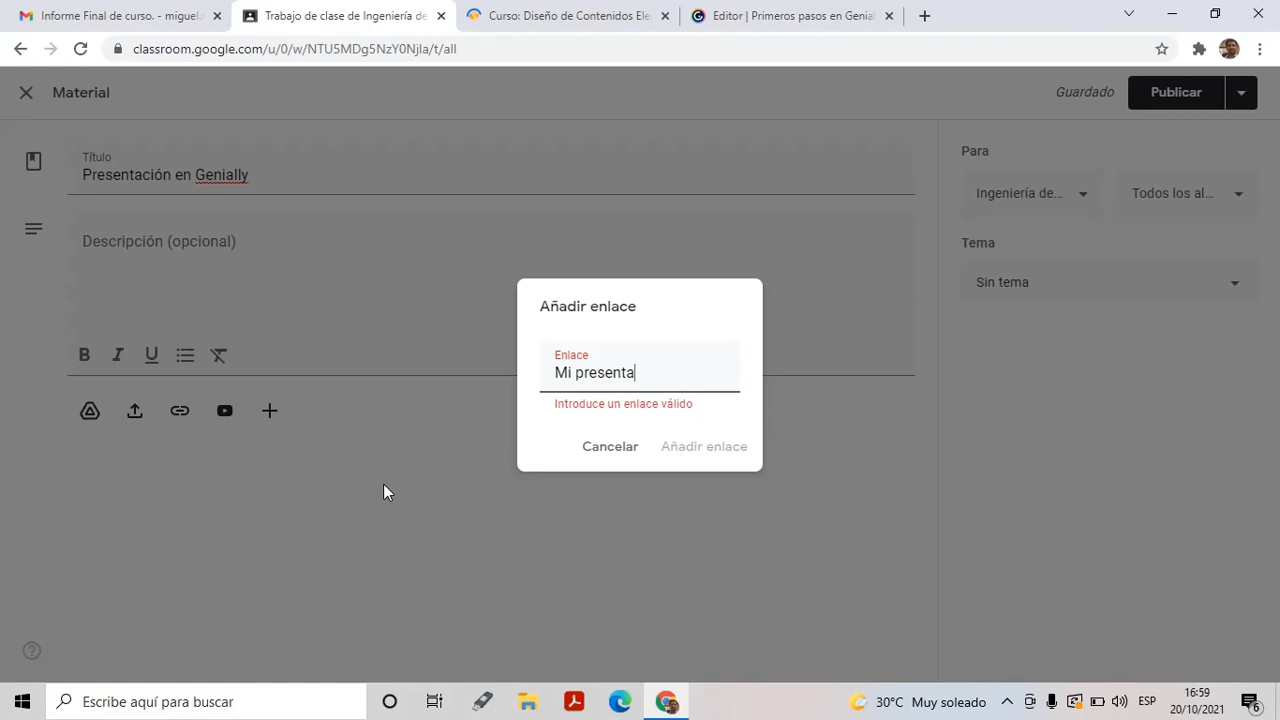 Informe Final de curso. - miguel.
Trabajo de clase de Ingeniería de
Curso: Diseño de Contenidos Ele
Editor | Primeros pasos en Genial
classroom.google.com/u/0/w/NTU5MDg5NzY0Njla/t/all
Material
Guardado
Publicar
Título
Presentación en Genially
Descripción (opcional)
Para
Ingeniería de...
Todos los al...
Tema
Sin tema
Añadir enlace
Enlace
Mi presenta
Introduce un enlace válido
Cancelar
Añadir enlace
Escribe aquí para buscar
30°C Muy soleado
ESP
16:59
20/10/2021
6